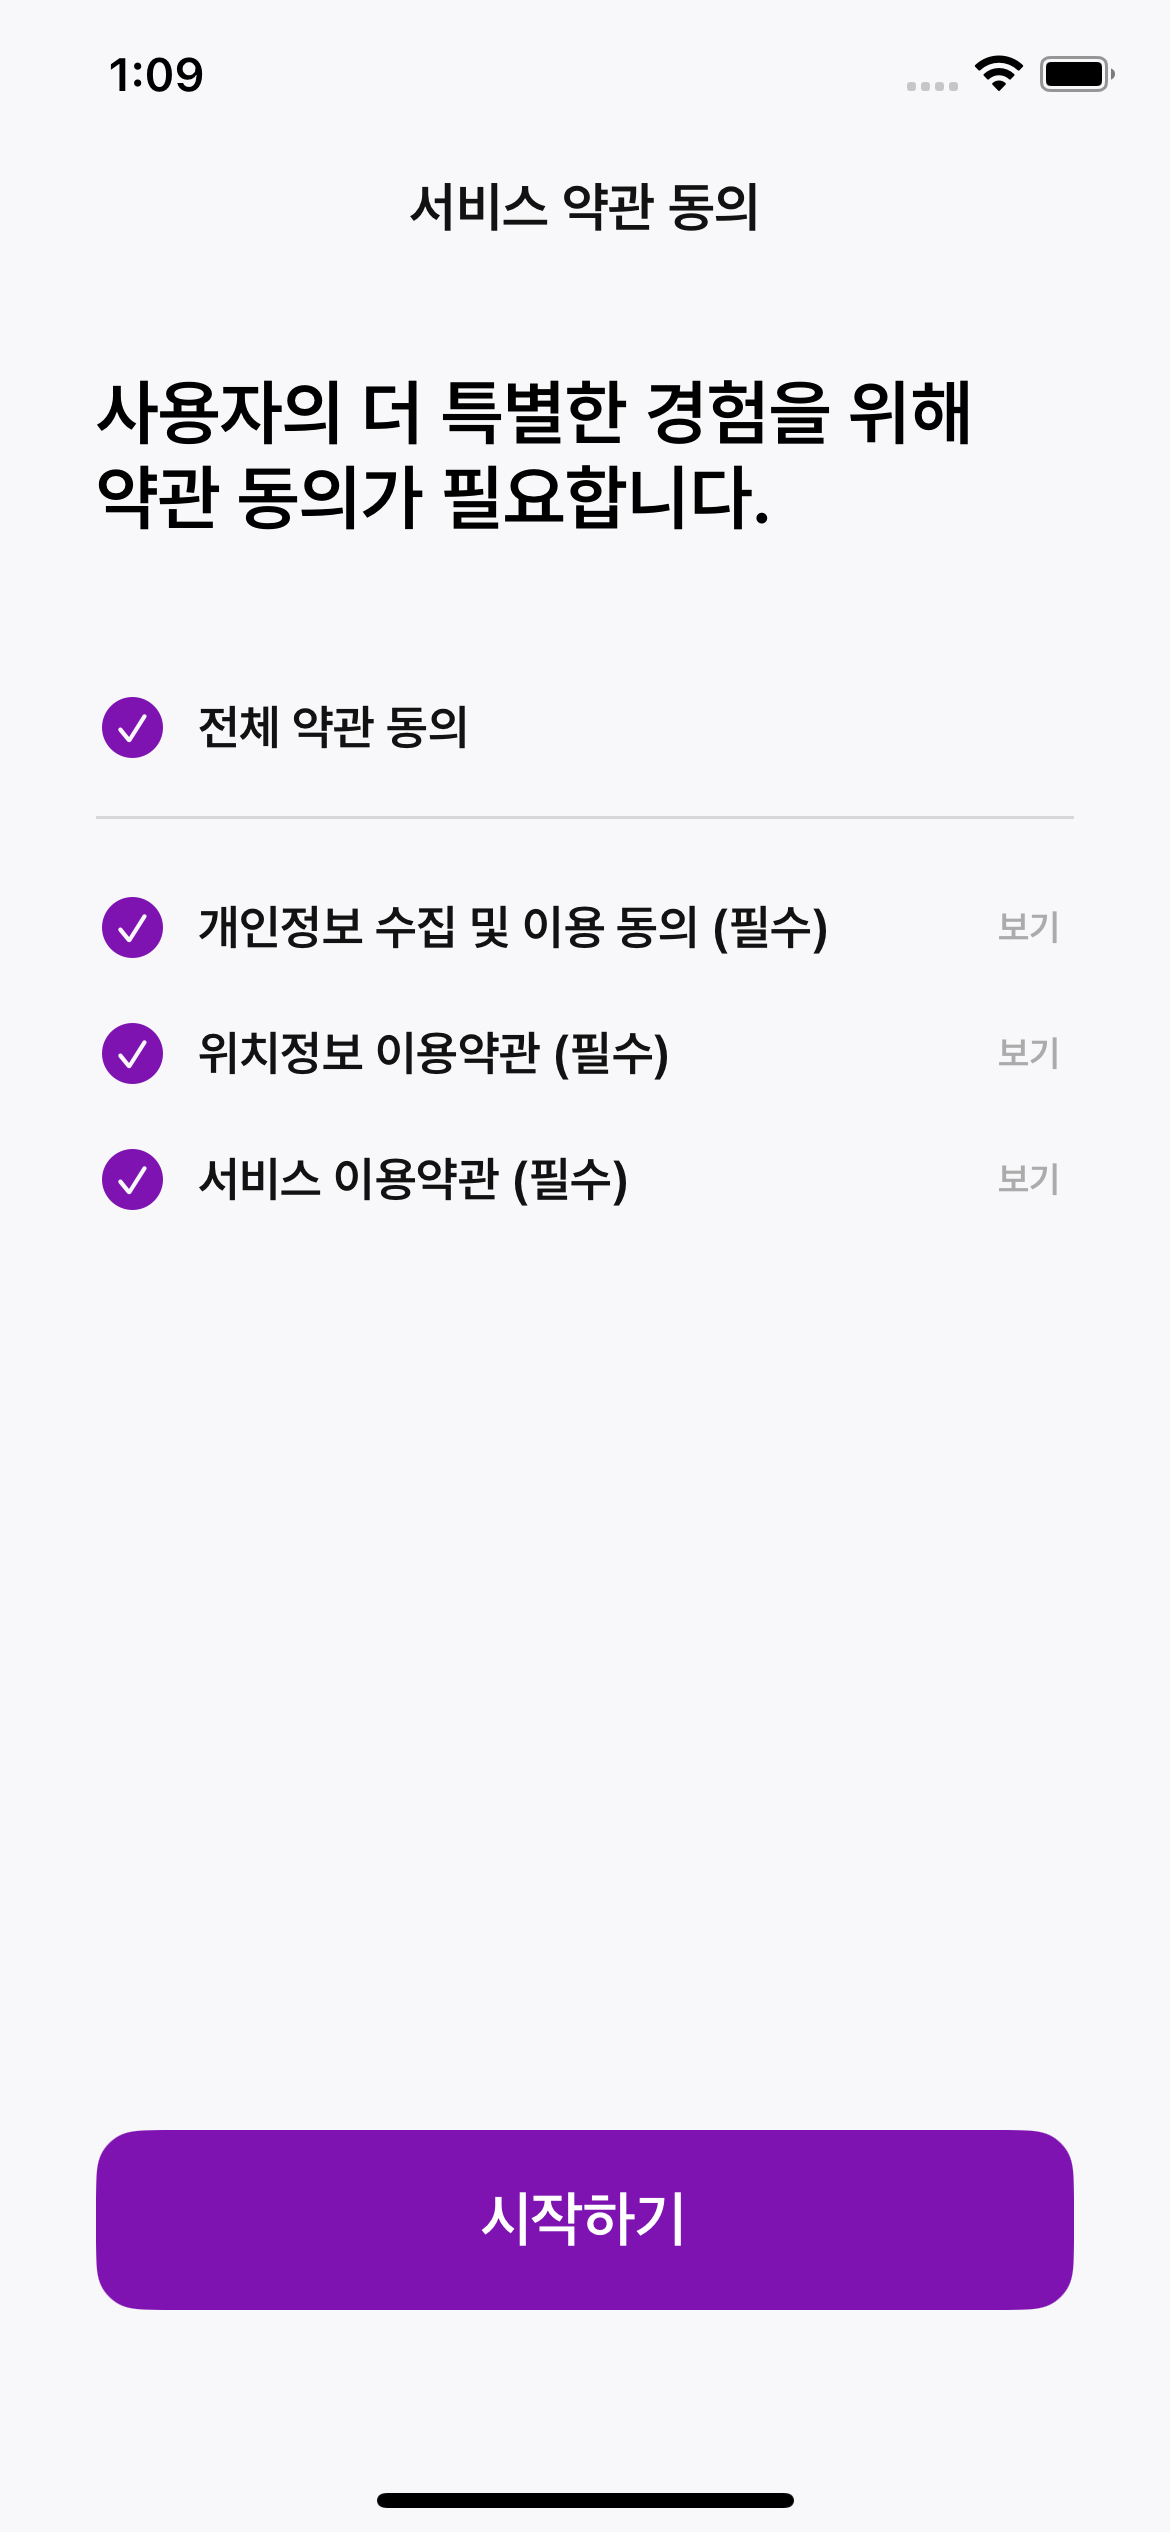 1:09
서비스 약관 동의
사용자의 더 특별한 경험을 위해
약관 동의가 필요합니다.
전체 약관 동의
개인정보 수집 및 이용 동의 (필수) 보기
위치정보 이용약관 (필수) 보기
서비스 이용약관 (필수) 보기
시작하기